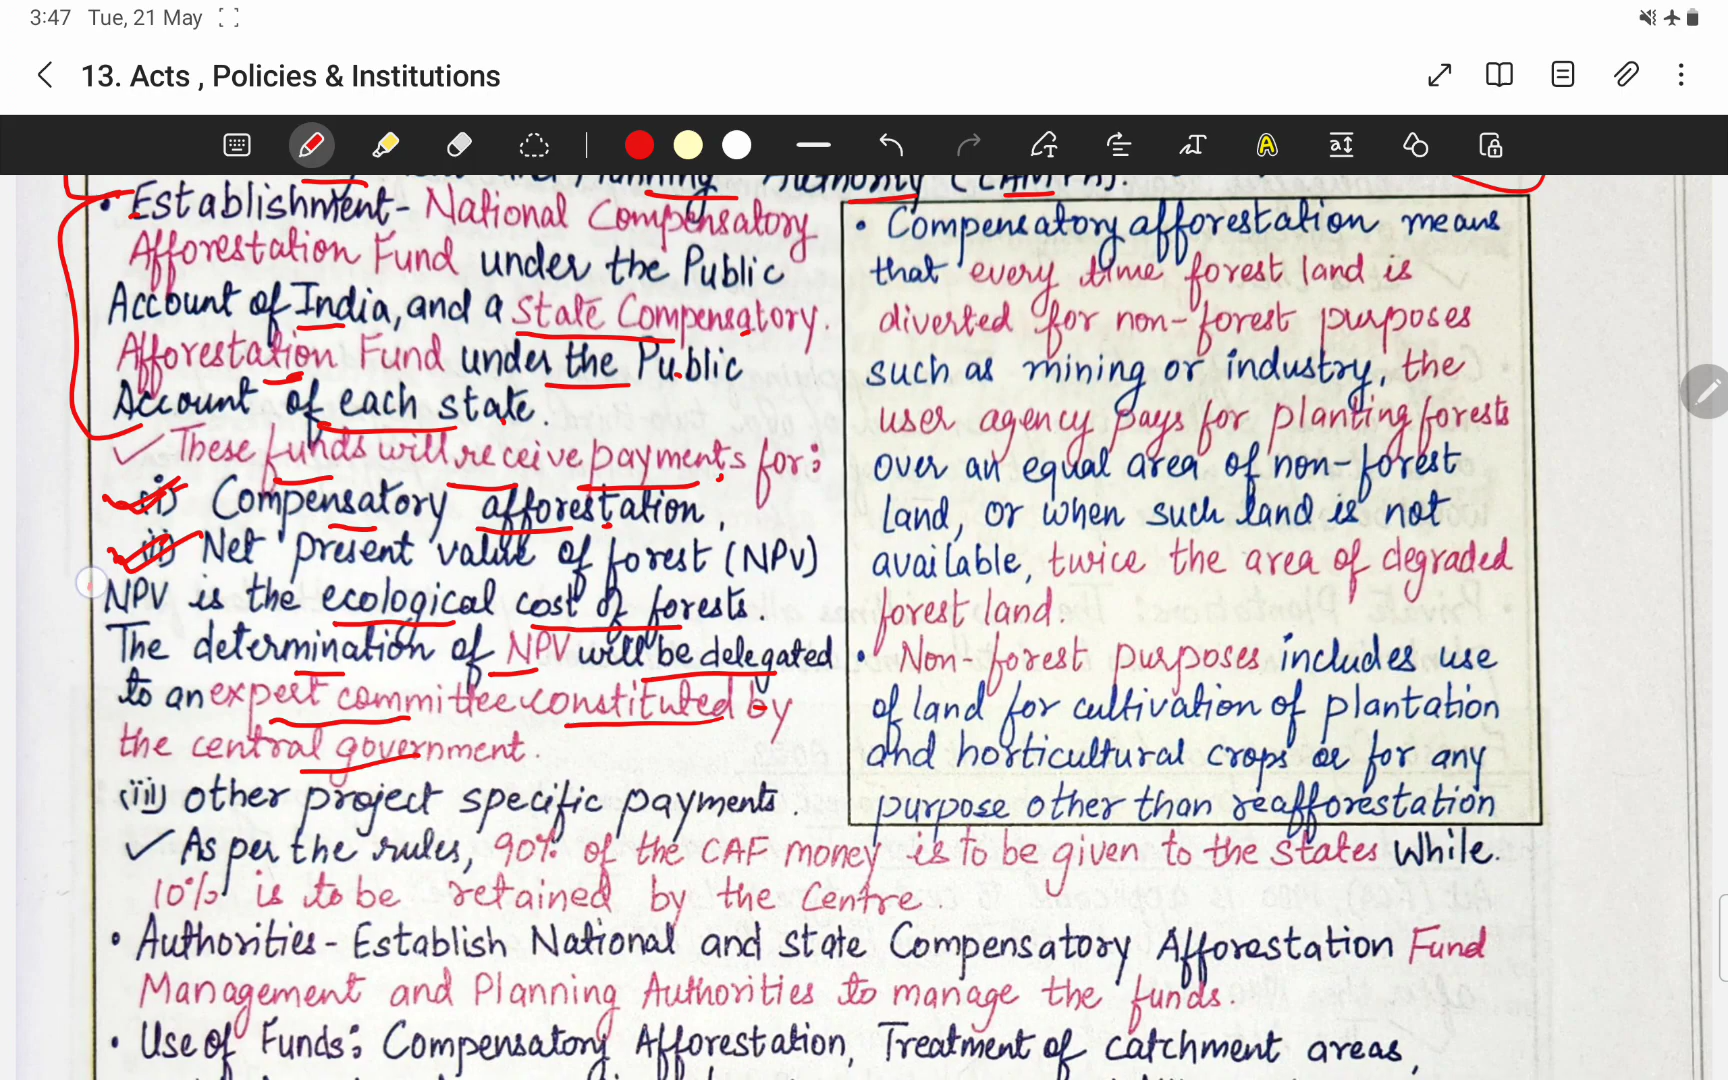 3:47 Tue, 21 May
13. Acts , Policies & Institutions
Planning Authority (CAMPA).
• Establishment - National Compensatory
Afforestation Fund under the Public
Account of India, and a State Compensatory
Afforestation Fund under the Public
Account of each state.
✓ These funds will receive payments for:
(i) Compensatory afforestation,
(ii) Net present value of forest (NPV)
NPV is the ecological cost of forests.
The determination of NPV will be delegated
to an expert committee constituted by
the central government.
(iii) other project specific payments.
• Compensatory afforestation means
that every time forest land is
diverted for non-forest purposes
such as mining or industry, the
user agency pays for planting forests
over an equal area of non-forest
land, or when such land is not
available, twice the area of degraded
forest land.
• Non-forest purposes includes use
of land for cultivation of plantation
and horticultural crops or for any
purpose other than reafforestation
✓ As per the rules, 90% of the CAF money is to be given to the states while.
10% is to be retained by the Centre.
• Authorities - Establish National and state Compensatory Afforestation Fund
Management and Planning Authorities to manage the funds.
• Use of Funds: Compensatory Afforestation, Treatment of catchment areas,